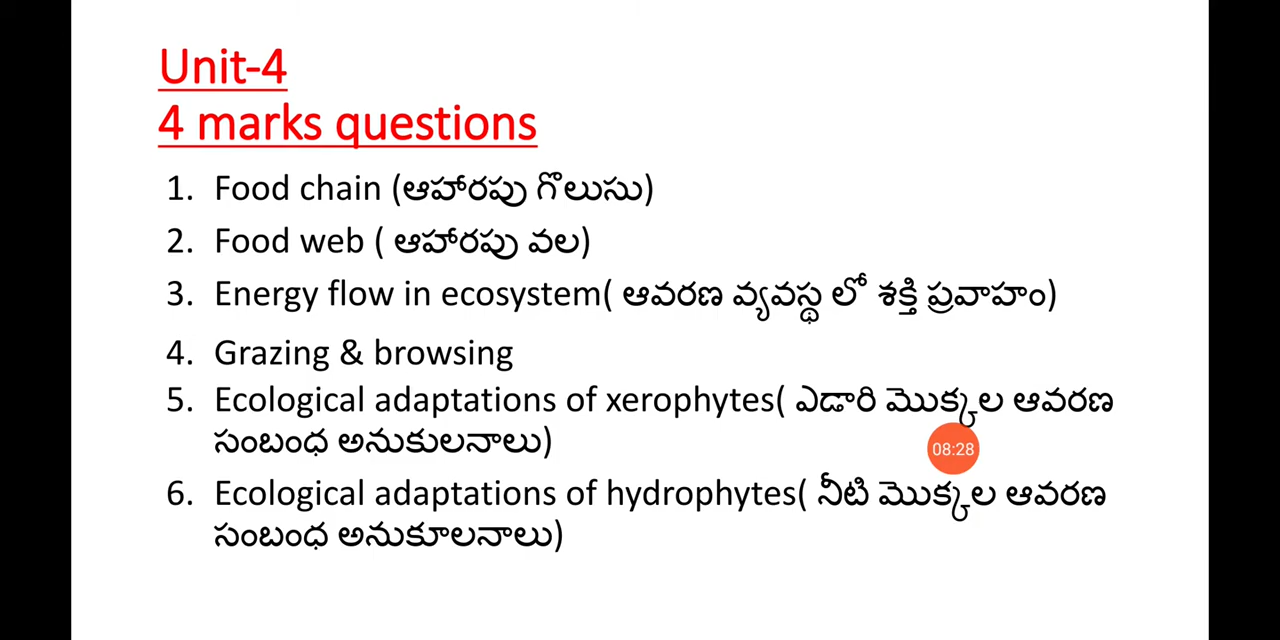 Unit-4
4 marks questions
1. Food chain (ఆహారపు గొలుసు)
2. Food web ( ఆహారపు వల)
3. Energy flow in ecosystem( ఆవరణ వ్యవస్థ లో శక్తి ప్రవాహం)
4. Grazing & browsing
5. Ecological adaptations of xerophytes( ఎడారి మొక్కల ఆవరణ
సంబంధ అనుకులనాలు)
08:28
6. Ecological adaptations of hydrophytes( నీటి మొక్కల ఆవరణ
సంబంధ అనుకూలనాలు)